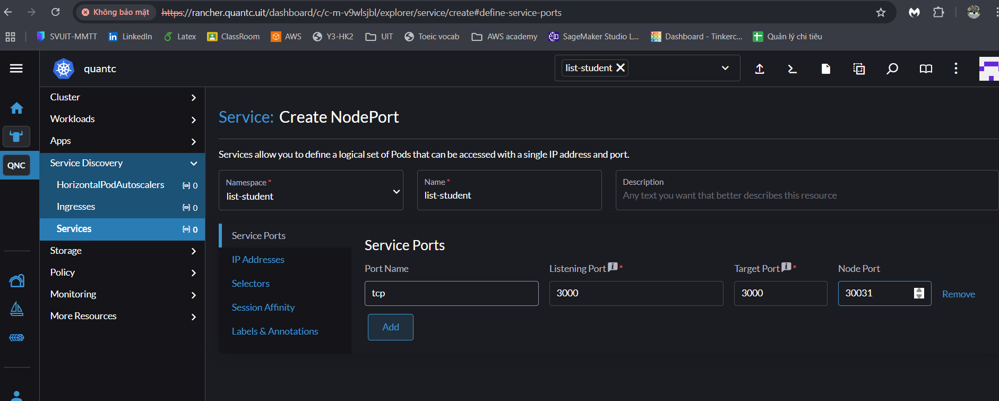 Không bảo mật https://rancher.quantc.uit/dashboard/c/c-m-v9wlsjbl/explorer/service/create#define-service-ports
SVUIT-MMTT LinkedIn Latex ClassRoom AWS Y3-HK2 UIT Toeic vocab AWS academy SageMaker Studio L... Dashboard - Tinkerc... Quản lý chi tiêu
quantc
list-student
Cluster
Workloads
Apps
QNC
Service Discovery
HorizontalPodAutoscalers 0
Ingresses 0
Services 0
Storage
Policy
Monitoring
More Resources
Service: Create NodePort
Services allow you to define a logical set of Pods that can be accessed with a single IP address and port.
Namespace *
list-student
Name *
list-student
Description
Any text you want that better describes this resource
Service Ports
IP Addresses
Selectors
Session Affinity
Labels & Annotations
Service Ports
Port Name Listening Port * Target Port * Node Port
tcp 3000 3000 30031 Remove
Add